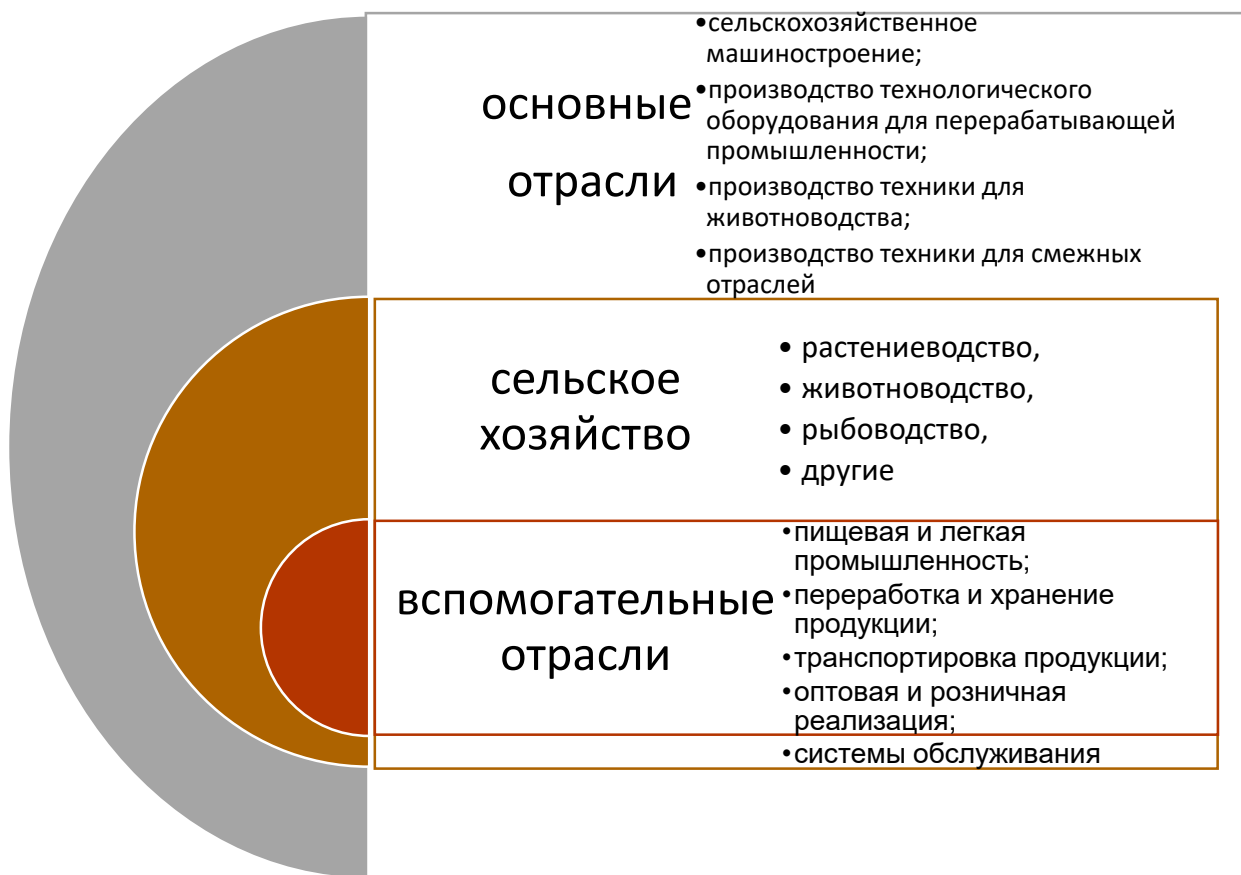 основные
отрасли
•сельскохозяйственное
машиностроение;
•производство технологического
оборудования для перерабатывающей
промышленности;
•производство техники для
животноводства;
•производство техники для смежных
отраслей
сельское
хозяйство
• растениеводство,
• животноводство,
• рыбоводство,
• другие
вспомогательные
отрасли
•пищевая и легкая
промышленность;
•переработка и хранение
продукции;
•транспортировка продукции;
•оптовая и розничная
реализация;
•системы обслуживания